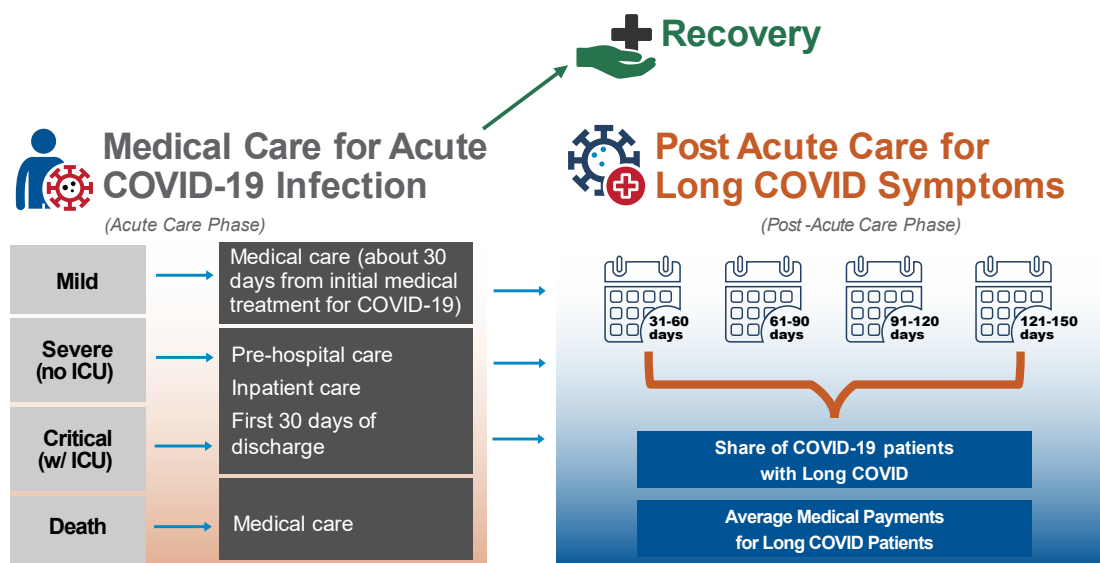 Recovery
Medical Care for Acute
COVID-19 Infection
(Acute Care Phase)
Mild
Medical care (about 30
days from initial medical
treatment for COVID-19)
Severe
(no ICU)
Pre-hospital care
Inpatient care
First 30 days of
discharge
Critical
(w/ ICU)
Death
Medical care
Post Acute Care for
Long COVID Symptoms
(Post -Acute Care Phase)
31-60
days
61-90
days
91-120
days
121-150
days
Share of COVID-19 patients
with Long COVID
Average Medical Payments
for Long COVID Patients